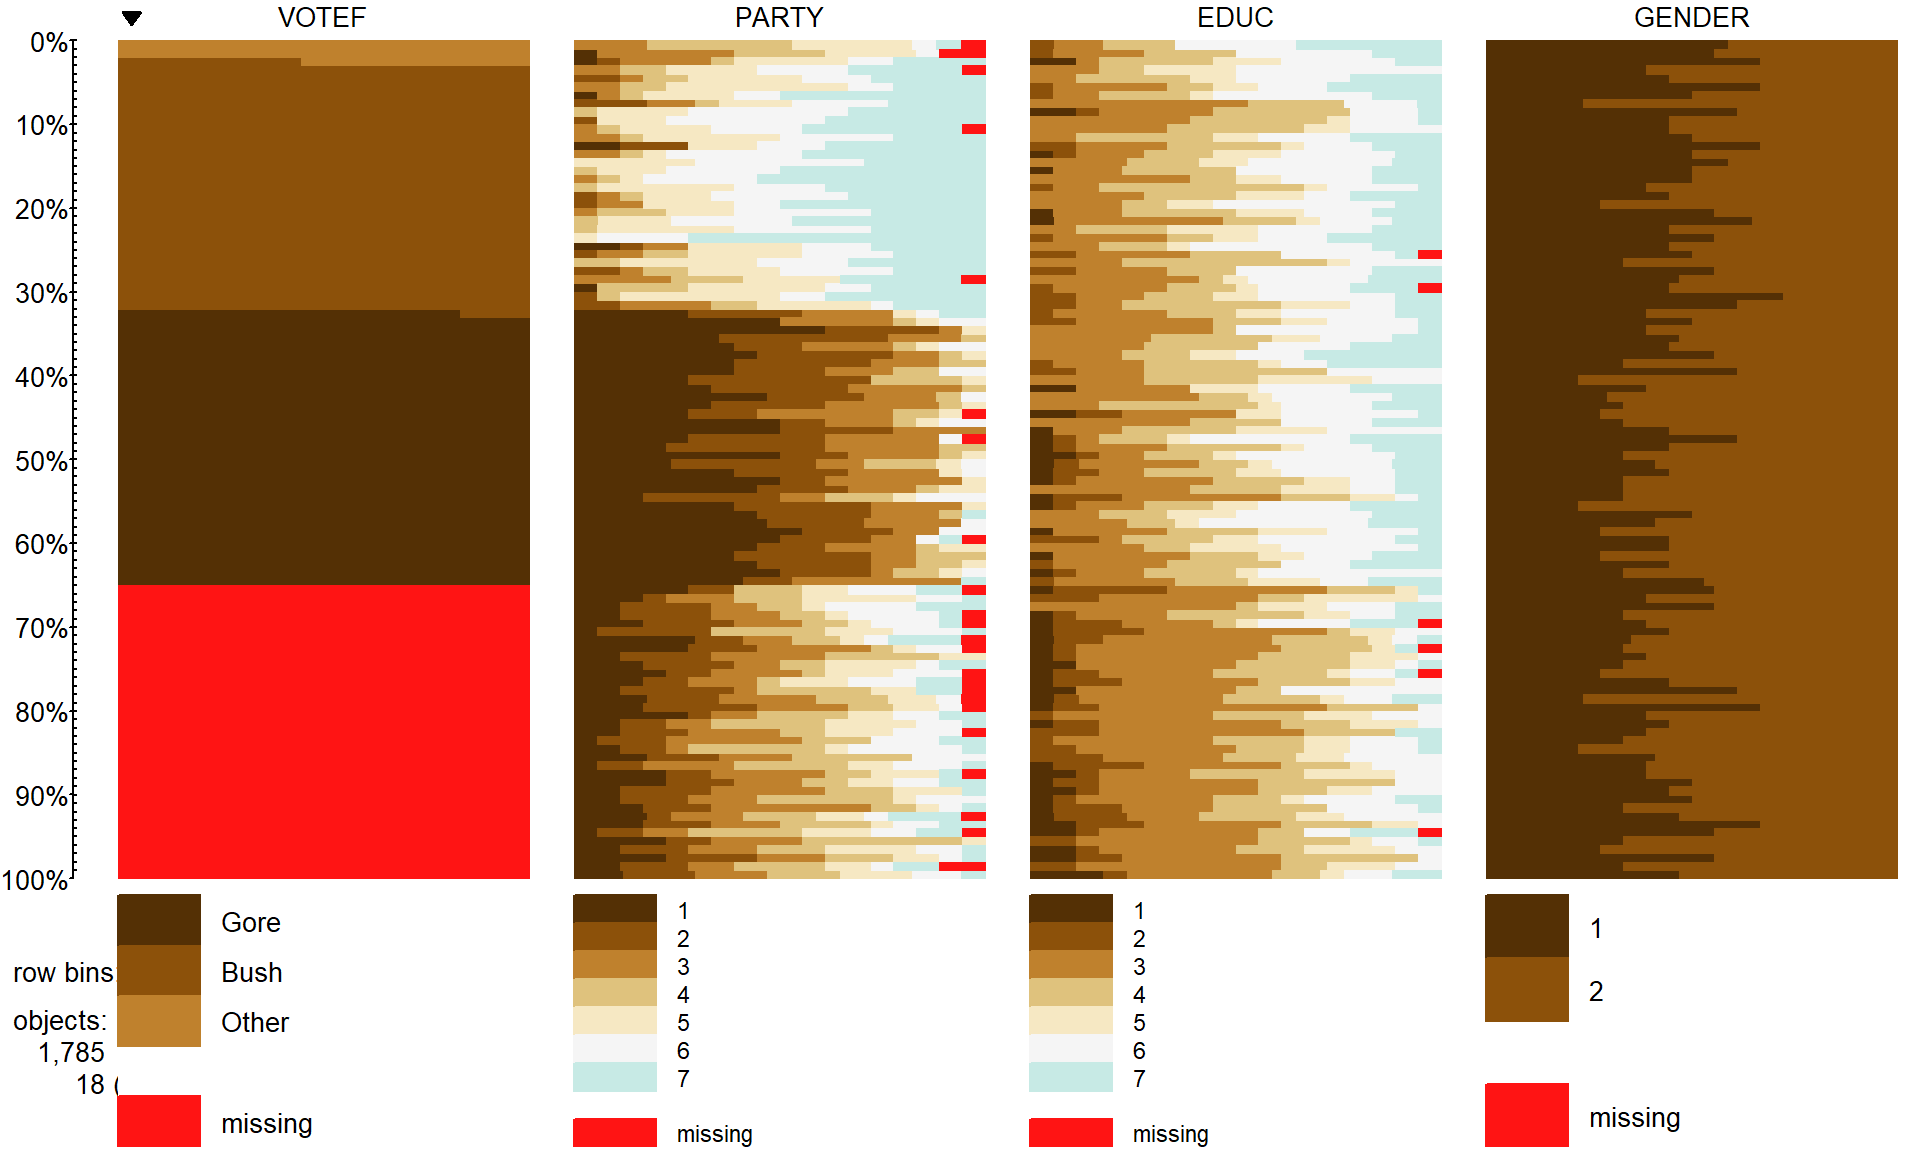 VOTEF PARTY EDUC GENDER
0%
10%
20%
30%
40%
50%
60%
70%
80%
90%
100%
row bins:
objects:
1,785
18 (
Gore
Bush
Other
missing
1
2
3
4
5
6
7
missing
1
2
3
4
5
6
7
missing
1
2
missing